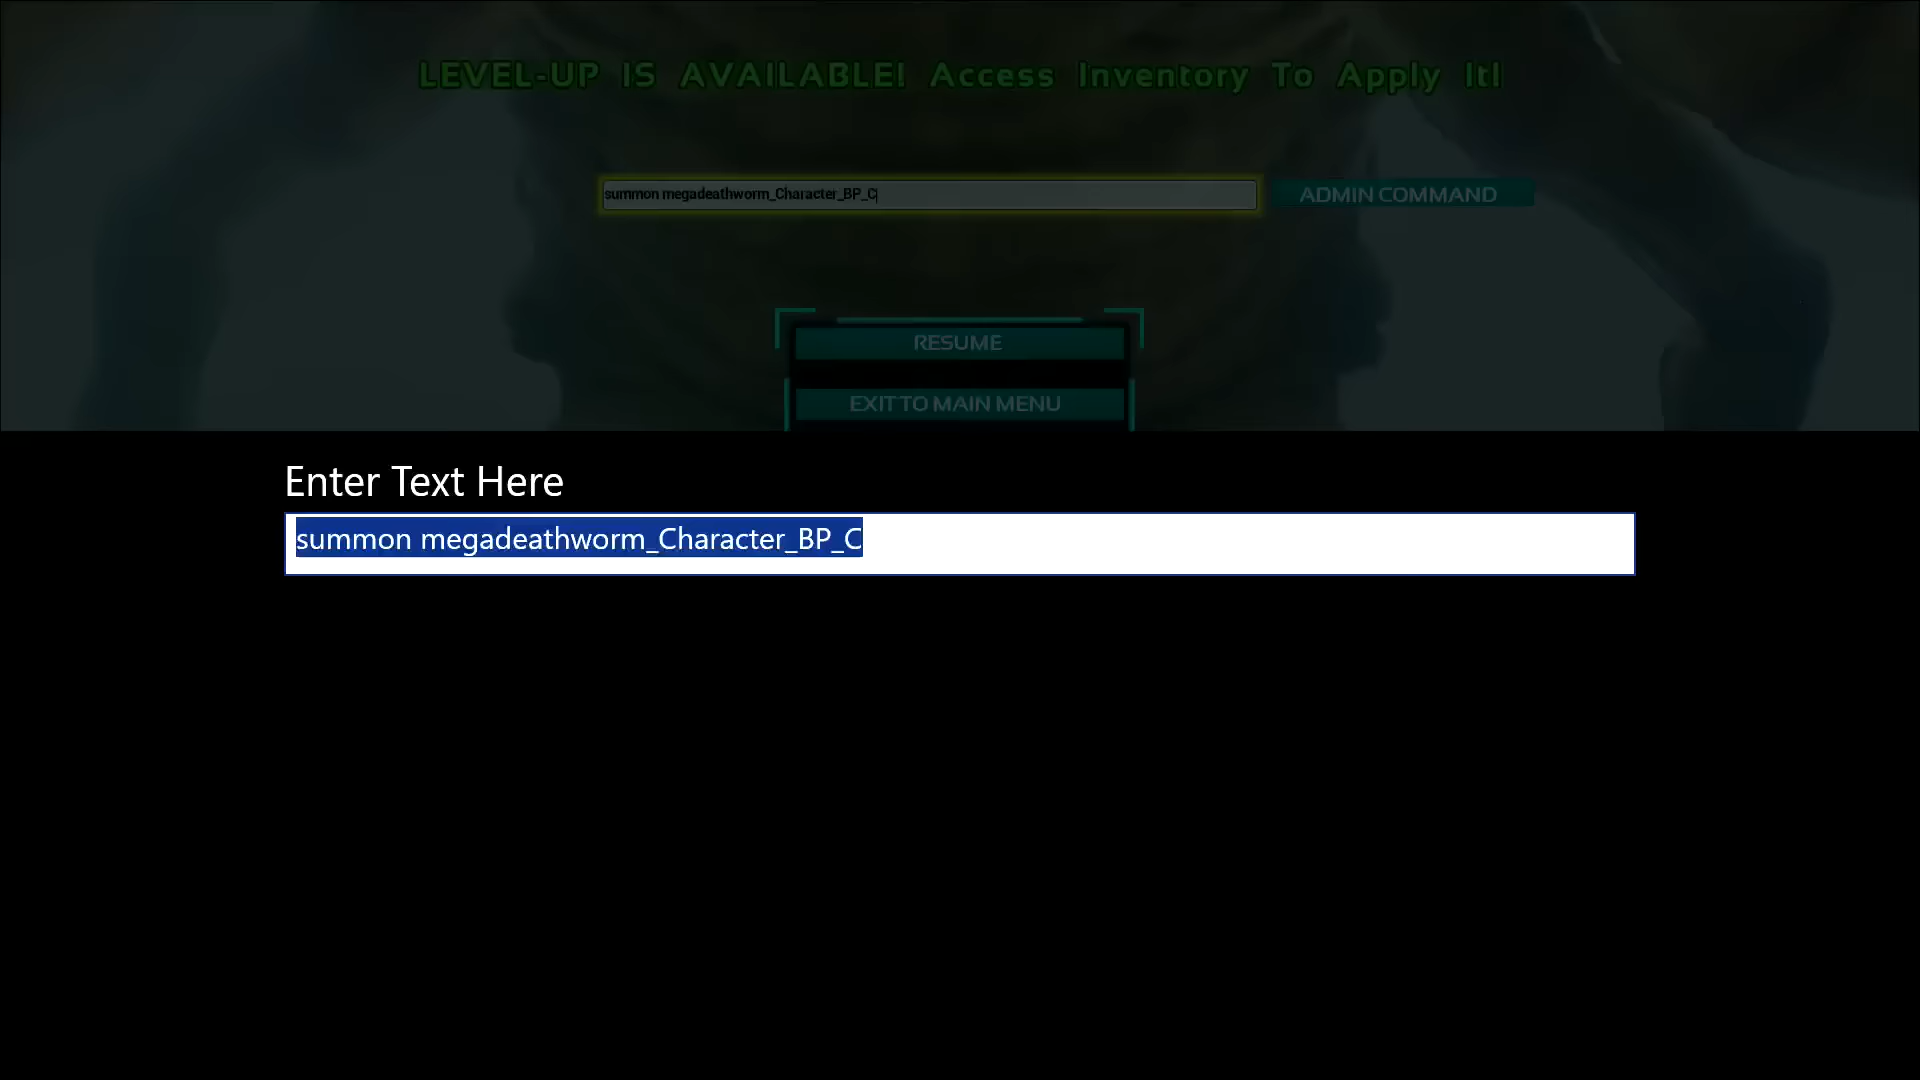 LEVEL-UP IS AVAILABLE! Access Inventory To Apply It!
summon megadeathworm_Character_BP_C
ADMIN COMMAND
RESUME
EXIT TO MAIN MENU
Enter Text Here
summon megadeathworm_Character_BP_C